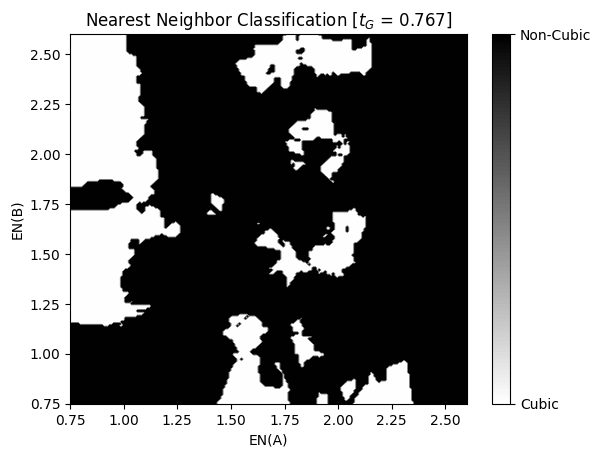 Nearest Neighbor Classification [$t_G$ = 0.767]
Non-Cubic
2.50
2.25
2.00
1.75
1.50
1.25
1.00
0.75
EN(B)
Cubic
0.75 1.00 1.25 1.50 1.75 2.00 2.25 2.50
EN(A)